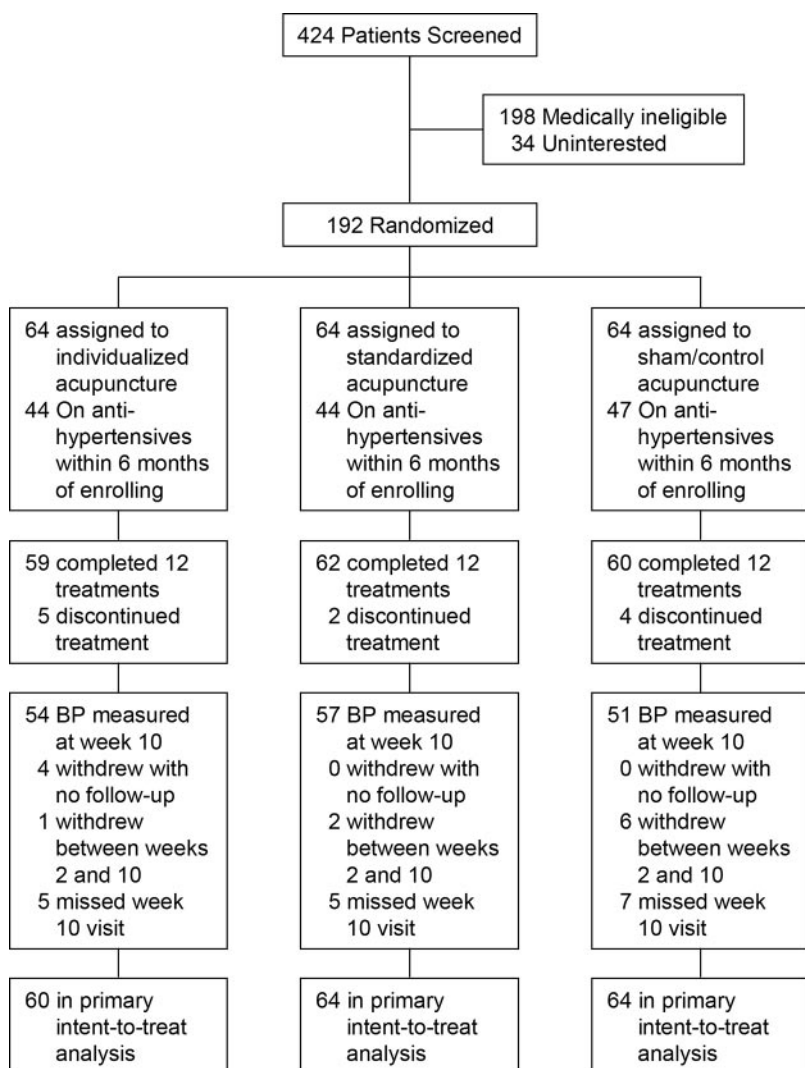 424 Patients Screened
198 Medically ineligible
34 Uninterested
192 Randomized
64 assigned to
individualized
acupuncture
44 On anti-
hypertensives
within 6 months
of enrolling
64 assigned to
standardized
acupuncture
44 On anti-
hypertensives
within 6 months
of enrolling
64 assigned to
sham/control
acupuncture
47 On anti-
hypertensives
within 6 months
of enrolling
59 completed 12
treatments
5 discontinued
treatment
62 completed 12
treatments
2 discontinued
treatment
60 completed 12
treatments
4 discontinued
treatment
54 BP measured
at week 10
4 withdrew with
no follow-up
1 withdrew
between weeks
2 and 10
5 missed week
10 visit
57 BP measured
at week 10
0 withdrew with
no follow-up
2 withdrew
between weeks
2 and 10
5 missed week
10 visit
51 BP measured
at week 10
0 withdrew with
no follow-up
6 withdrew
between weeks
2 and 10
7 missed week
10 visit
60 in primary
intent-to-treat
analysis
64 in primary
intent-to-treat
analysis
64 in primary
intent-to-treat
analysis